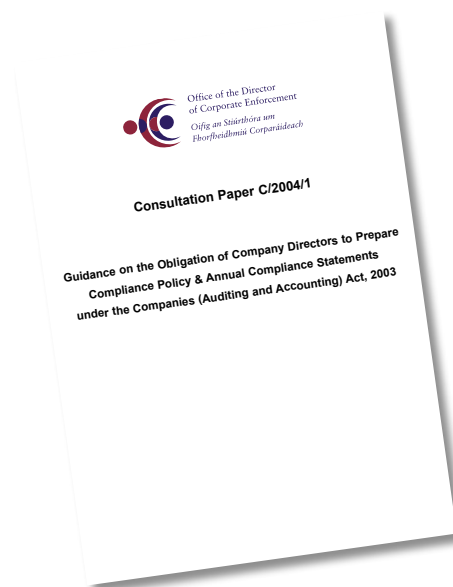 Office of the Director
of Corporate Enforcement
Oifig an Stiúrthóra um
Fhorfheidhmiú Corparáideach
Consultation Paper C/2004/1
Guidance on the Obligation of Company Directors to Prepare
Compliance Policy & Annual Compliance Statements
under the Companies (Auditing and Accounting) Act, 2003